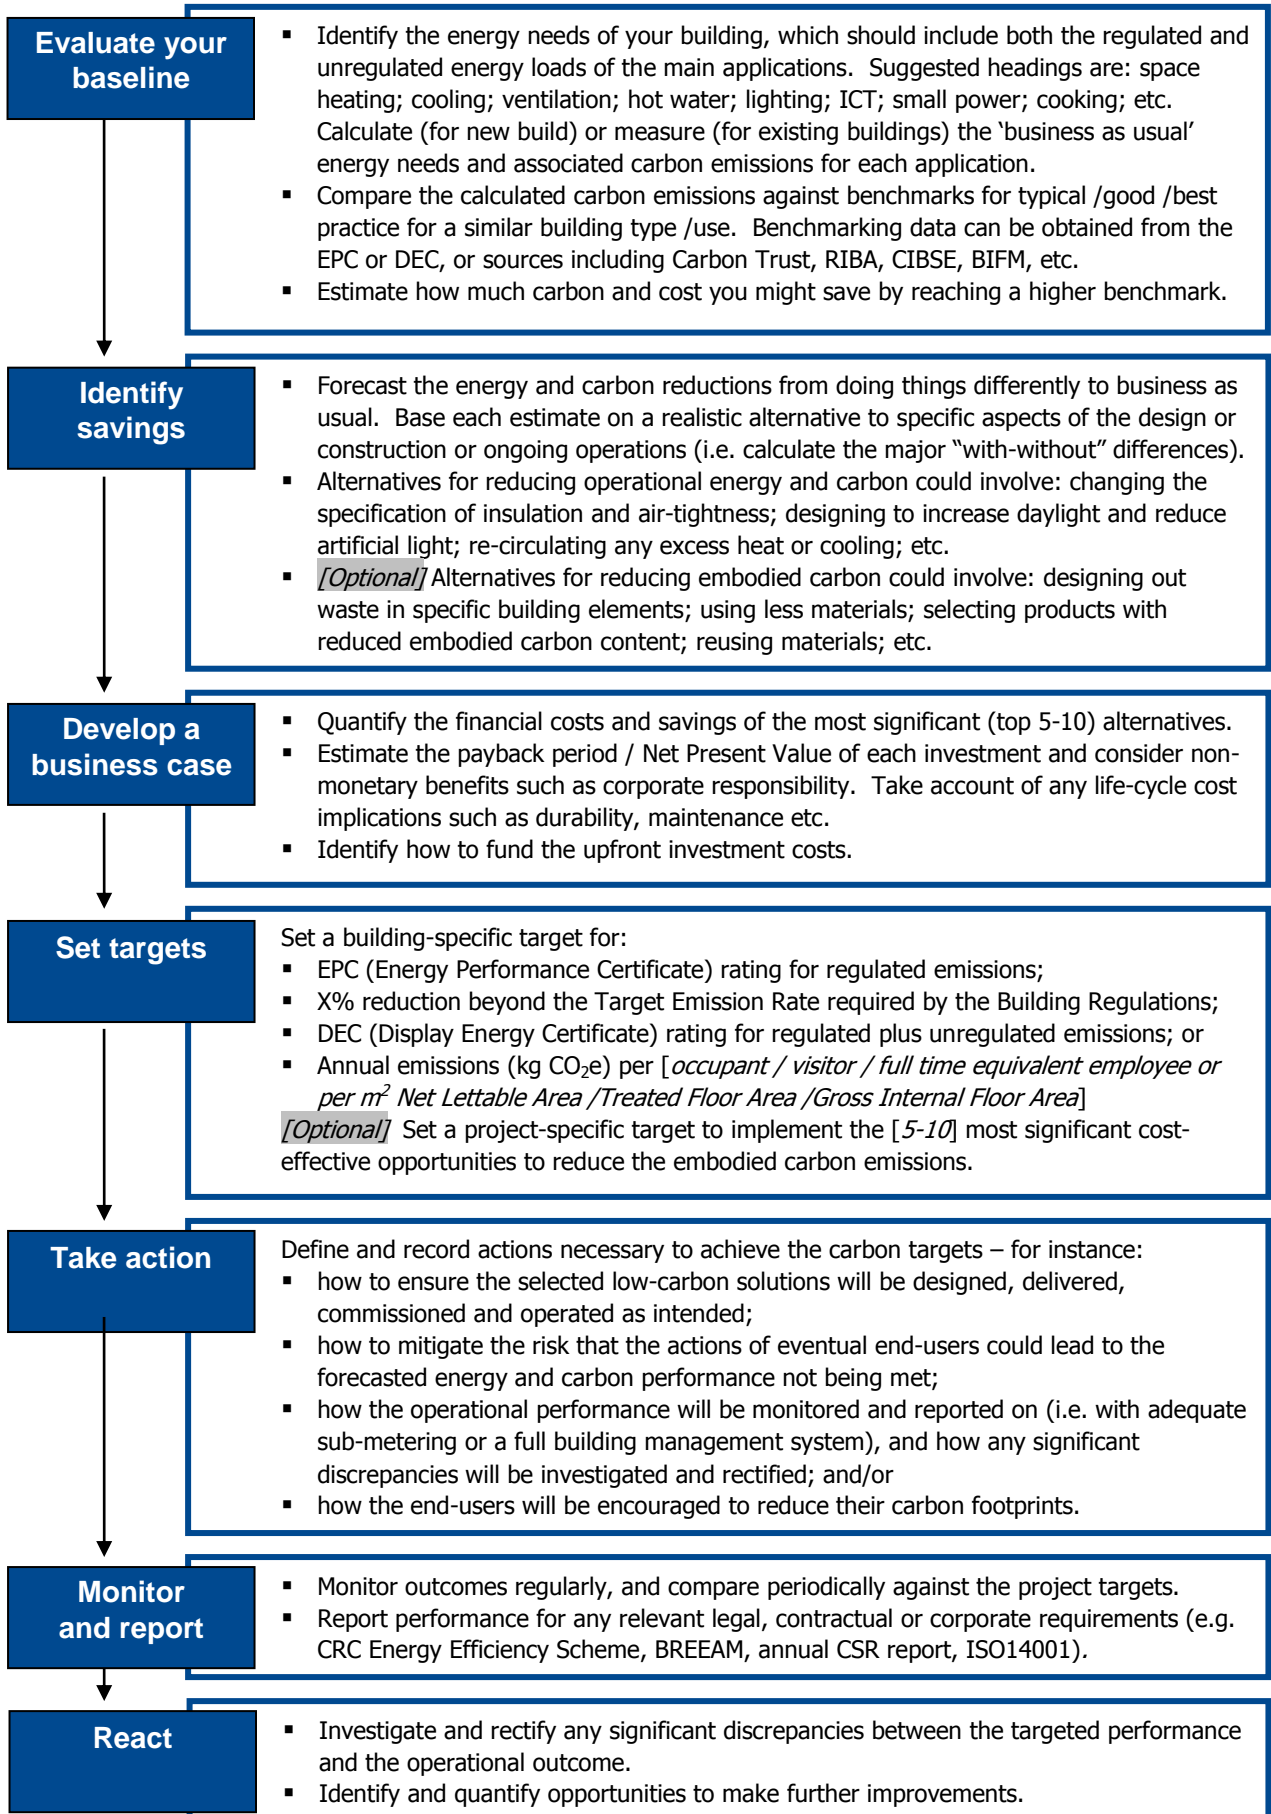 Evaluate your
baseline
▪ Identify the energy needs of your building, which should include both the regulated and
unregulated energy loads of the main applications.  Suggested headings are: space
heating; cooling; ventilation; hot water; lighting; ICT; small power; cooking; etc.
Calculate (for new build) or measure (for existing buildings) the ‘business as usual’
energy needs and associated carbon emissions for each application.
▪ Compare the calculated carbon emissions against benchmarks for typical /good /best
practice for a similar building type /use.  Benchmarking data can be obtained from the
EPC or DEC, or sources including Carbon Trust, RIBA, CIBSE, BIFM, etc.
▪ Estimate how much carbon and cost you might save by reaching a higher benchmark.
Identify
savings
▪ Forecast the energy and carbon reductions from doing things differently to business as
usual.  Base each estimate on a realistic alternative to specific aspects of the design or
construction or ongoing operations (i.e. calculate the major “with-without” differences).
▪ Alternatives for reducing operational energy and carbon could involve: changing the
specification of insulation and air-tightness; designing to increase daylight and reduce
artificial light; re-circulating any excess heat or cooling; etc.
▪ [Optional] Alternatives for reducing embodied carbon could involve: designing out
waste in specific building elements; using less materials; selecting products with
reduced embodied carbon content; reusing materials; etc.
Develop a
business case
▪ Quantify the financial costs and savings of the most significant (top 5-10) alternatives.
▪ Estimate the payback period / Net Present Value of each investment and consider non-
monetary benefits such as corporate responsibility.  Take account of any life-cycle cost
implications such as durability, maintenance etc.
▪ Identify how to fund the upfront investment costs.
Set targets
Set a building-specific target for:
▪ EPC (Energy Performance Certificate) rating for regulated emissions;
▪ X% reduction beyond the Target Emission Rate required by the Building Regulations;
▪ DEC (Display Energy Certificate) rating for regulated plus unregulated emissions; or
▪ Annual emissions (kg CO₂e) per [occupant / visitor / full time equivalent employee or
per m² Net Lettable Area /Treated Floor Area /Gross Internal Floor Area]
[Optional]  Set a project-specific target to implement the [5-10] most significant cost-
effective opportunities to reduce the embodied carbon emissions.
Take action
Define and record actions necessary to achieve the carbon targets – for instance:
▪ how to ensure the selected low-carbon solutions will be designed, delivered,
commissioned and operated as intended;
▪ how to mitigate the risk that the actions of eventual end-users could lead to the
forecasted energy and carbon performance not being met;
▪ how the operational performance will be monitored and reported on (i.e. with adequate
sub-metering or a full building management system), and how any significant
discrepancies will be investigated and rectified; and/or
▪ how the end-users will be encouraged to reduce their carbon footprints.
Monitor
and report
▪ Monitor outcomes regularly, and compare periodically against the project targets.
▪ Report performance for any relevant legal, contractual or corporate requirements (e.g.
CRC Energy Efficiency Scheme, BREEAM, annual CSR report, ISO14001).
React
▪ Investigate and rectify any significant discrepancies between the targeted performance
and the operational outcome.
▪ Identify and quantify opportunities to make further improvements.